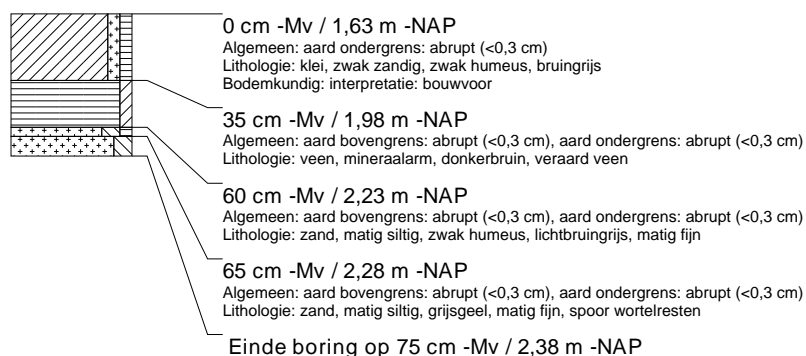 0 cm -Mv / 1,63 m -NAP
Algemeen: aard ondergrens: abrupt (<0,3 cm)
Lithologie: klei, zwak zandig, zwak humeus, bruingrijs
Bodemkundig: interpretatie: bouwvoor
35 cm -Mv / 1,98 m -NAP
Algemeen: aard bovengrens: abrupt (<0,3 cm), aard ondergrens: abrupt (<0,3 cm)
Lithologie: veen, mineraalarm, donkerbruin, veraard veen
60 cm -Mv / 2,23 m -NAP
Algemeen: aard bovengrens: abrupt (<0,3 cm), aard ondergrens: abrupt (<0,3 cm)
Lithologie: zand, matig siltig, zwak humeus, lichtbruingrijs, matig fijn
65 cm -Mv / 2,28 m -NAP
Algemeen: aard bovengrens: abrupt (<0,3 cm), aard ondergrens: abrupt (<0,3 cm)
Lithologie: zand, matig siltig, grijsgeel, matig fijn, spoor wortelresten
Einde boring op 75 cm -Mv / 2,38 m -NAP